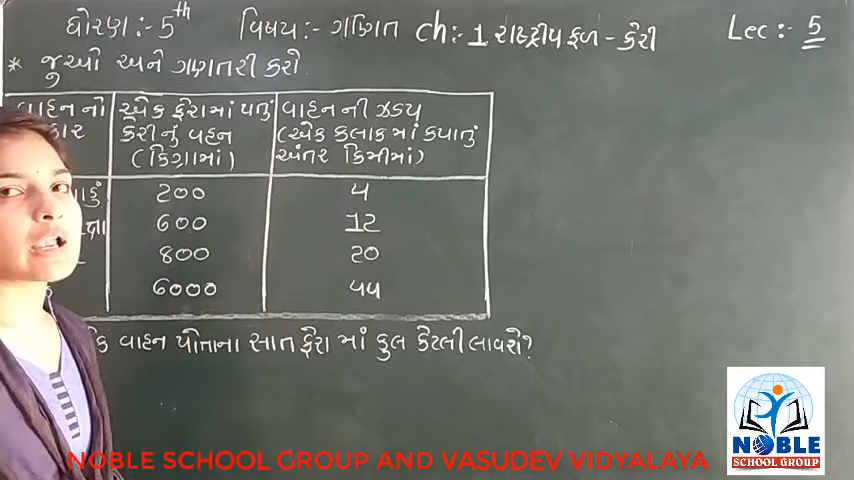 ધોરણ :- 5th વિષય :- ગણિત ch :- 1 રાષ્ટ્રીય ફળ - કેરી Lec :- 5
* જુઓ અને ગણતરી કરો.
વાહન નો એક ફેરામાં થતું વાહન ની ઝડપ
કેરીનું વહન (એક કલાક માં કપાતું
(કિગ્રામાં) અંતર કિમીમાં)
200 4
600 12
800 20
6000 44
વાહન પોતાના સાત ફેરા માં કુલ કેટલી લાવશે?
NOBLE SCHOOL GROUP AND VASUDEV VIDYALAYA
NOBLE
SCHOOL GROUP